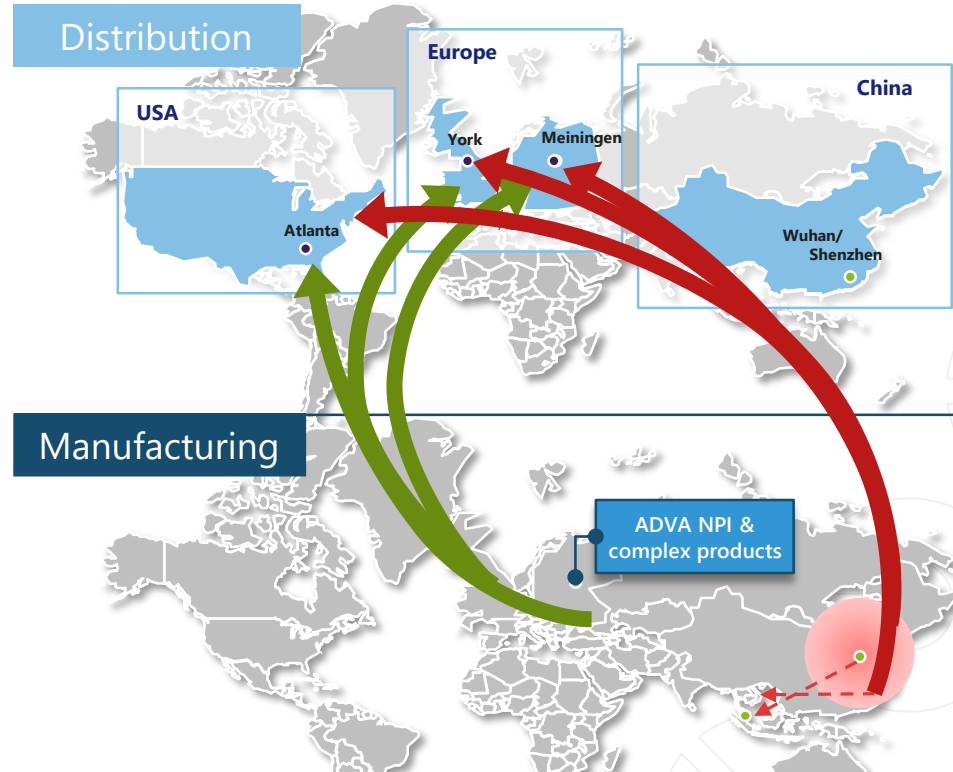 Distribution
Europe
China
USA
York
Meiningen
Atlanta
Wuhan/
Shenzhen
Manufacturing
ADVA NPI &
complex products